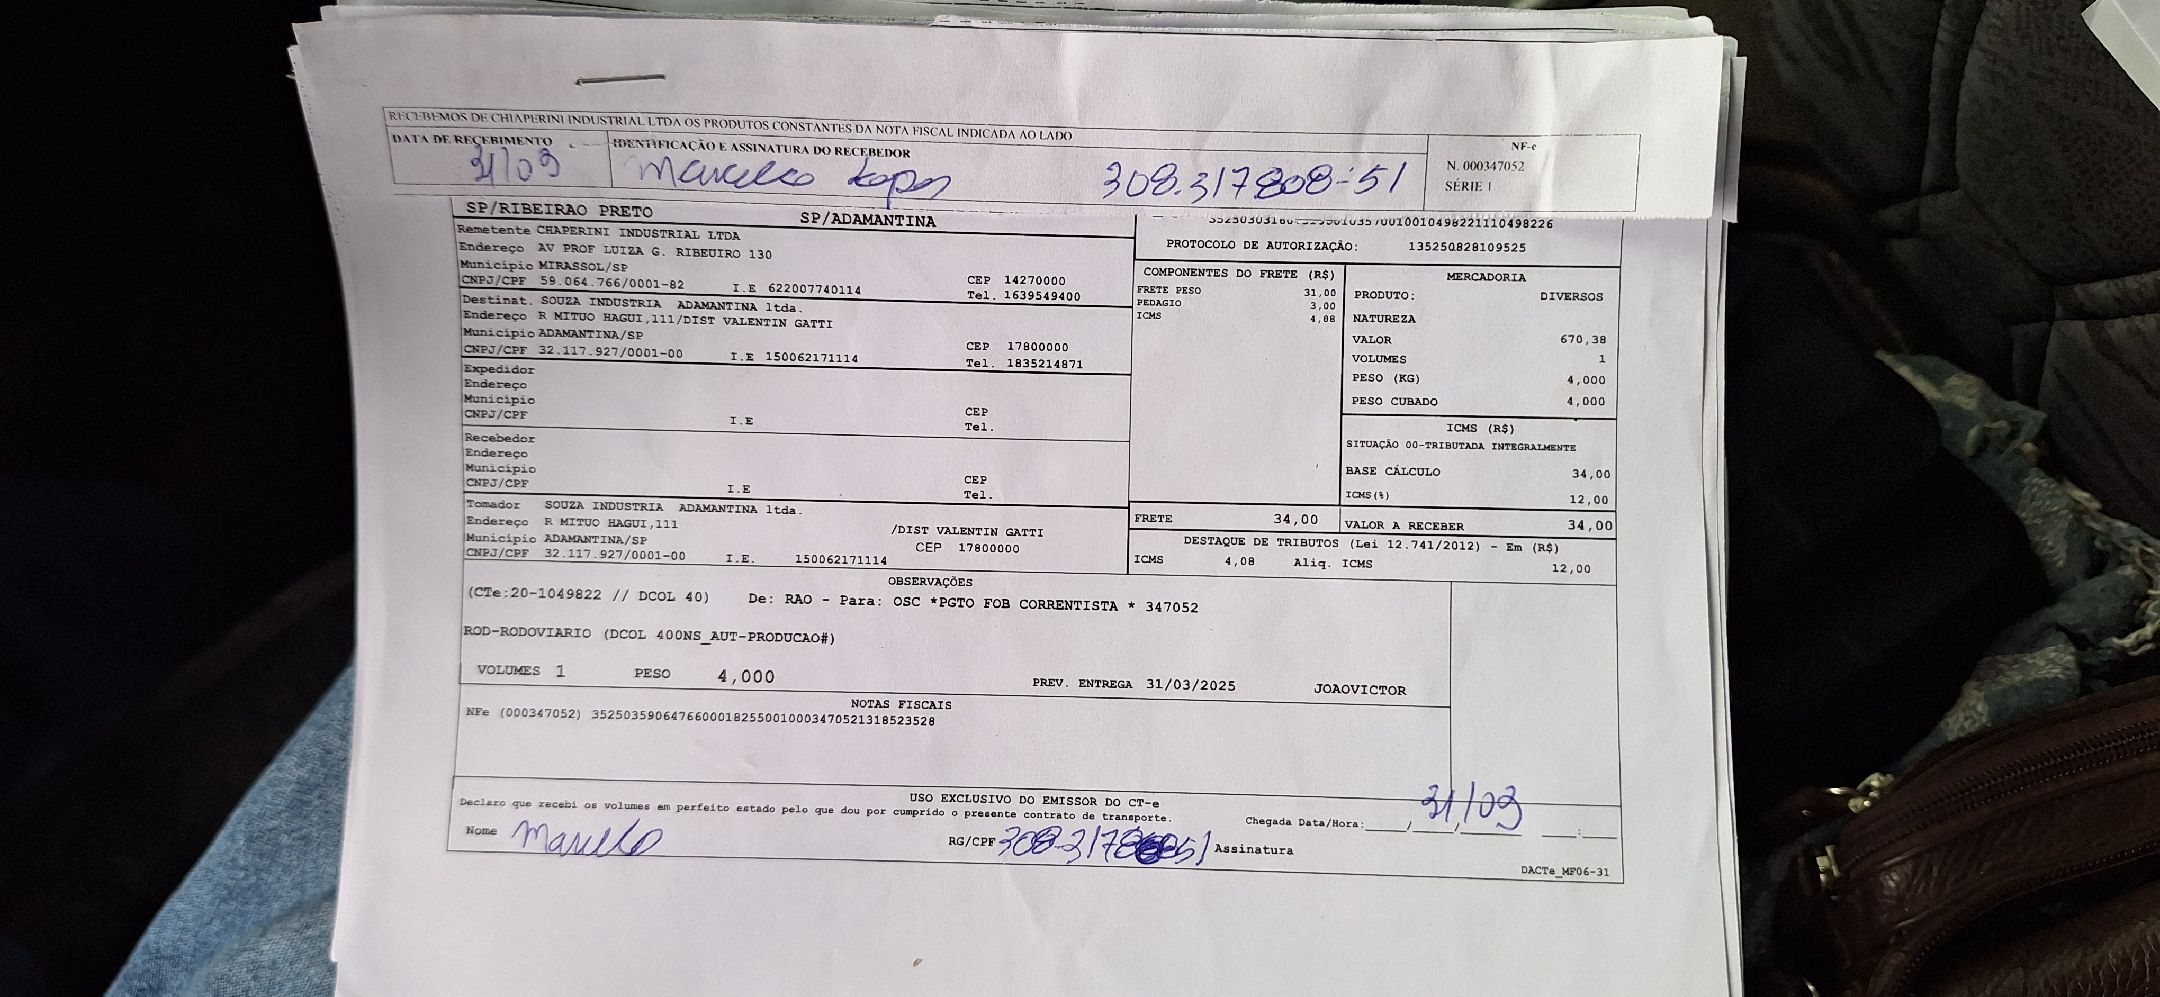 RECEBEMOS DE CHIAPERINI INDUSTRIAL LTDA OS PRODUTOS CONSTANTES DA NOTA FISCAL INDICADA AO LADO
DATA DE RECEBIMENTO
31/03
IDENTIFICAÇÃO E ASSINATURA DO RECEBEDOR
Marcelo Lopes 308.317808-51
NF-e
N. 000347052
SÉRIE 1
SP/RIBEIRAO PRETO SP/ADAMANTINA
Remetente CHAPERINI INDUSTRIAL LTDA
Endereço AV PROF LUIZA G. RIBEUIRO 130
Município MIRASSOL/SP CEP 14270000
CNPJ/CPF 59.064.766/0001-82 I.E 622007740114 Tel. 1639549400
Destinat. SOUZA INDUSTRIA ADAMANTINA ltda.
Endereço R MITUO HAGUI,111/DIST VALENTIN GATTI
Município ADAMANTINA/SP CEP 17800000
CNPJ/CPF 32.117.927/0001-00 I.E 150062171114 Tel. 1835214871
Expedidor
Endereço
Município CEP
CNPJ/CPF I.E Tel.
Recebedor
Endereço
Município CEP
CNPJ/CPF I.E Tel.
Tomador SOUZA INDUSTRIA ADAMANTINA ltda.
Endereço R MITUO HAGUI,111 /DIST VALENTIN GATTI
Município ADAMANTINA/SP CEP 17800000
CNPJ/CPF 32.117.927/0001-00 I.E. 150062171114
PROTOCOLO DE AUTORIZAÇÃO: 135250828109525
COMPONENTES DO FRETE (R$)
FRETE PESO 31,00
PEDAGIO 3,00
ICMS 4,08
MERCADORIA
PRODUTO: DIVERSOS
NATUREZA
VALOR 670,38
VOLUMES 1
PESO (KG) 4,000
PESO CUBADO 4,000
ICMS (R$)
SITUAÇÃO 00-TRIBUTADA INTEGRALMENTE
BASE CÁLCULO 34,00
ICMS(%) 12,00
FRETE 34,00 VALOR A RECEBER 34,00
DESTAQUE DE TRIBUTOS (Lei 12.741/2012) - Em (R$)
ICMS 4,08 Aliq. ICMS 12,00
OBSERVAÇÕES
(CTe:20-1049822 // DCOL 40) De: RAO - Para: OSC *PGTO FOB CORRENTISTA * 347052
ROD-RODOVIARIO (DCOL 400NS_AUT-PRODUCAO#)
VOLUMES 1 PESO 4,000 PREV. ENTREGA 31/03/2025 JOAOVICTOR
NOTAS FISCAIS
NFe (000347052) 35250359064766000182550010003470521318523528
USO EXCLUSIVO DO EMISSOR DO CT-e
Declaro que recebi os volumes em perfeito estado pelo que dou por cumprido o presente contrato de transporte.
Chegada Data/Hora: 31/03
Nome Marcelo RG/CPF Assinatura
DACTe_MF06-31